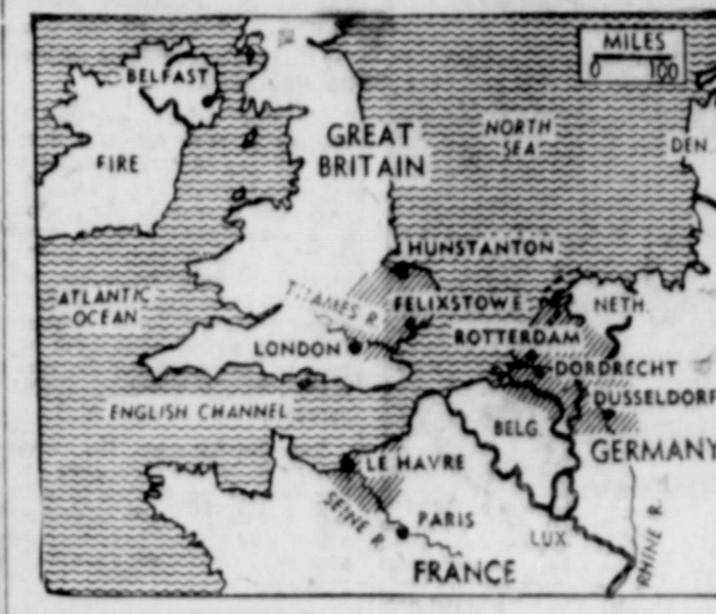 MILES
0 100
BELFAST
FIRE
GREAT
BRITAIN
NORTH
SEA
DEN.
HUNSTANTON
ATLANTIC
OCEAN
THAMES R.
FELIXSTOWE
NETH.
ROTTERDAM
LONDON
DORDRECHT
DUSSELDORF
ENGLISH CHANNEL
BELG.
GERMANY
LE HAVRE
SEINE R.
PARIS
LUX.
RHINE R.
FRANCE